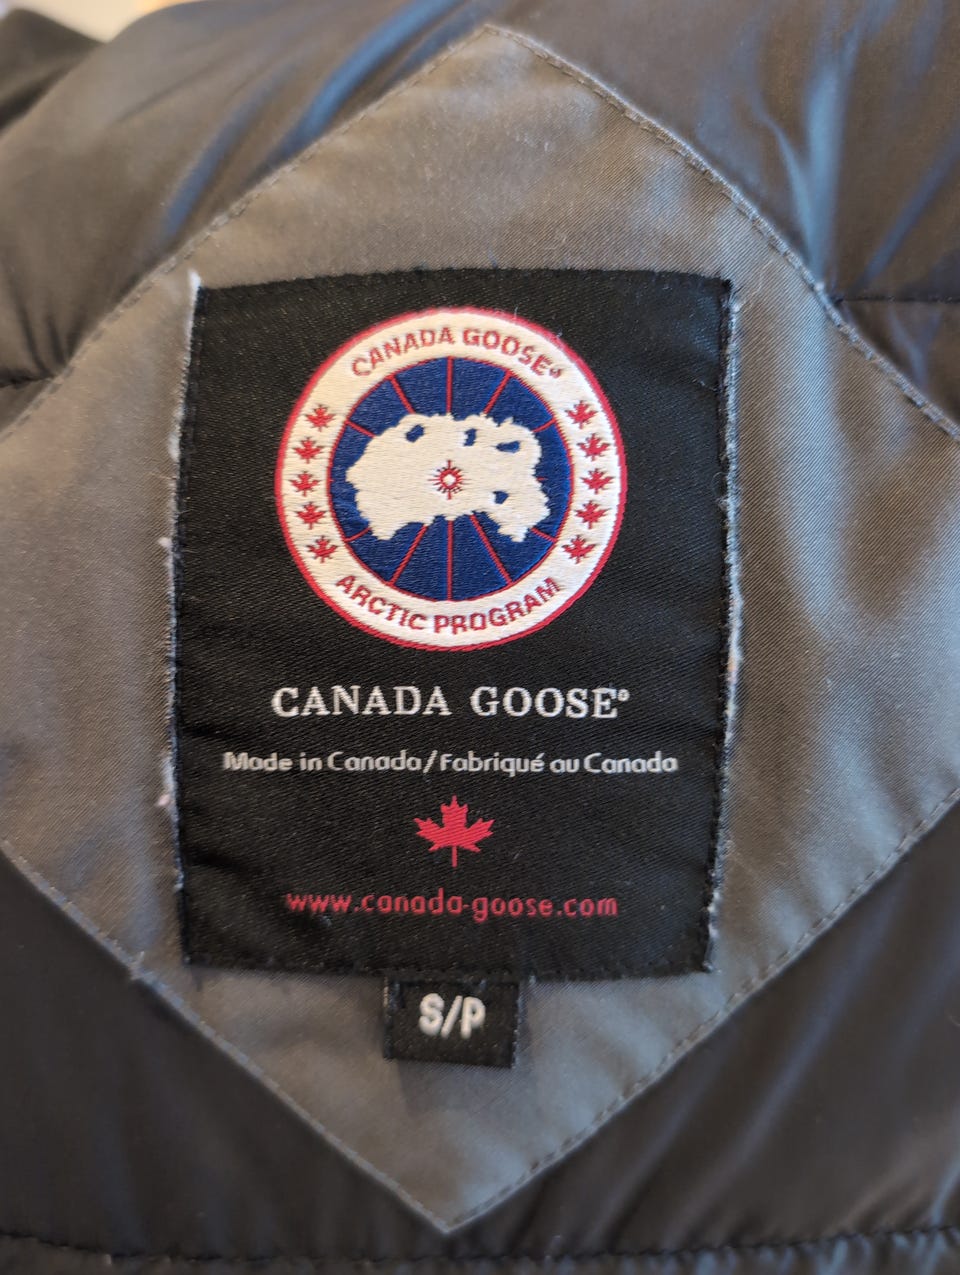 CANADA GOOSE®
ARCTIC PROGRAM
CANADA GOOSE®
Made in Canada/Fabriqué au Canada
www.canada-goose.com
S/P